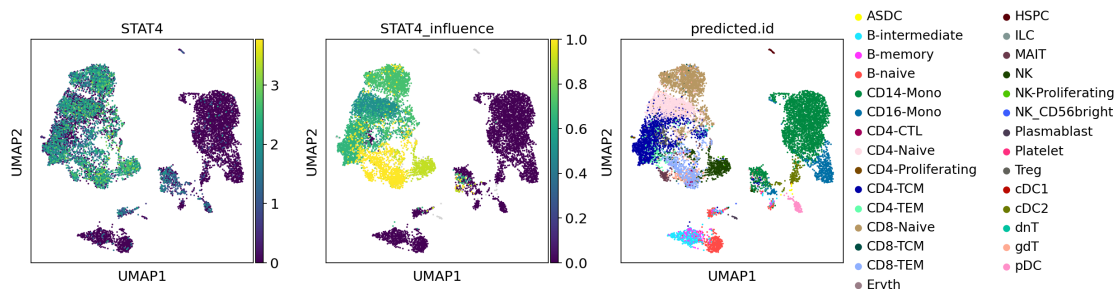 STAT4
STAT4_influence
predicted.id
UMAP2
UMAP1
0
1
2
3
UMAP2
UMAP1
0.0
0.2
0.4
0.6
0.8
1.0
UMAP2
UMAP1
ASDC
B-intermediate
B-memory
B-naive
CD14-Mono
CD16-Mono
CD4-CTL
CD4-Naive
CD4-Proliferating
CD4-TCM
CD4-TEM
CD8-Naive
CD8-TCM
CD8-TEM
Eryth
HSPC
ILC
MAIT
NK
NK-Proliferating
NK_CD56bright
Plasmablast
Platelet
Treg
cDC1
cDC2
dnT
gdT
pDC